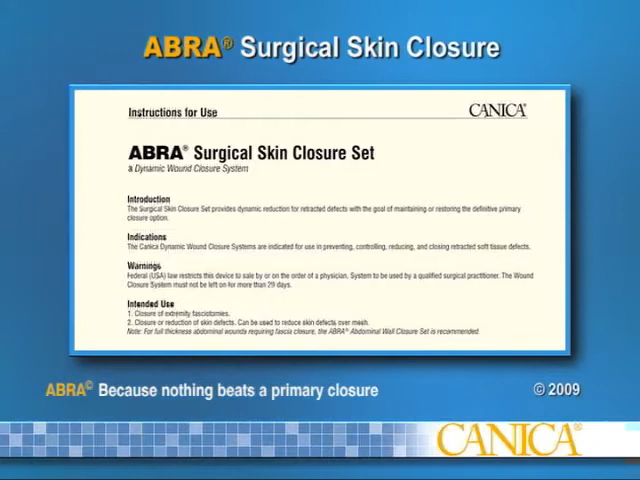 ABRA® Surgical Skin Closure
Instructions for Use
CANICA®
ABRA® Surgical Skin Closure Set
a Dynamic Wound Closure System
Introduction
The Surgical Skin Closure Set provides dynamic reduction for retracted defects with the goal of maintaining or restoring the definitive primary
closure option.
Indications
The Canica Dynamic Wound Closure Systems are indicated for use in preventing, controlling, reducing, and closing retracted soft tissue defects.
Warnings
Federal (USA) law restricts this device to sale by or on the order of a physician. System to be used by a qualified surgical practitioner. The Wound
Closure System must not be left on for more than 29 days.
Intended Use
1. Closure of extremity fasciotomies.
2. Closure or reduction of skin defects. Can be used to reduce skin defects over mesh.
Note: For full thickness abdominal wounds requiring fascia closure, the ABRA® Abdominal Wall Closure Set is recommended.
ABRA© Because nothing beats a primary closure
© 2009
CANICA®